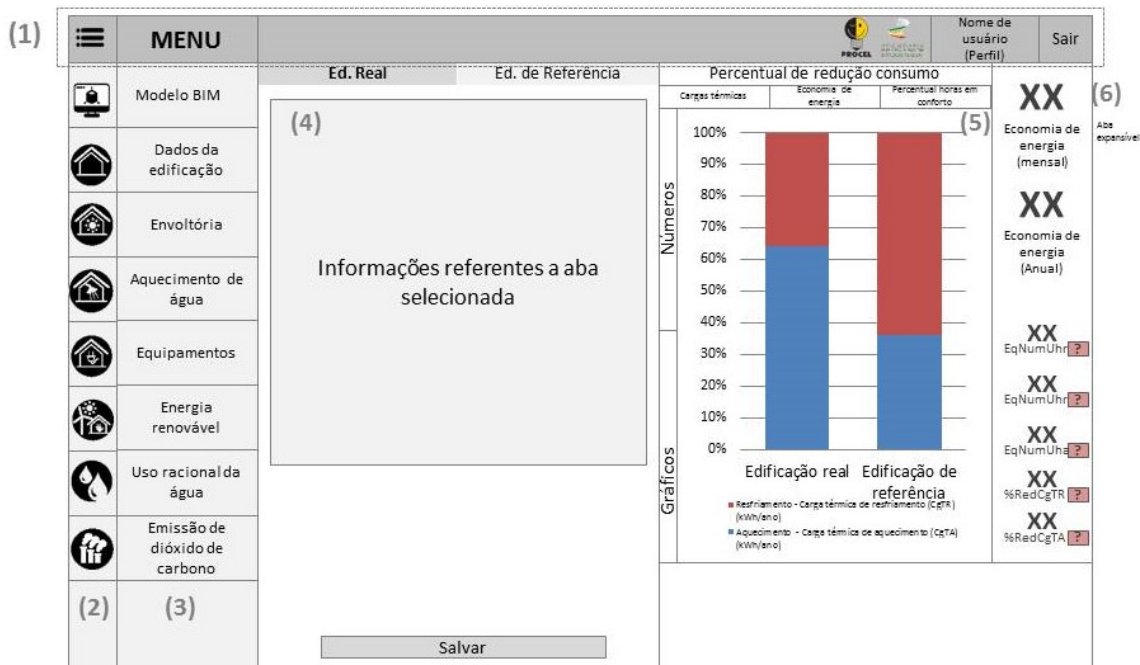 (1)
MENU
PROCEL
Nome de
usuário
(Perfil)
Sair
Modelo BIM
Dados da
edificação
Envoltória
Aquecimento de
água
Equipamentos
Energia
renovável
Uso racional da
água
Emissão de
dióxido de
carbono
(2)
(3)
Ed. Real
Ed. de Referência
(4)
Informações referentes a aba
selecionada
Salvar
Percentual de redução consumo
Cargas térmicas
Economia de
energia
Percentual horas em
conforto
(5)
Números
Gráficos
100%
90%
80%
70%
60%
50%
40%
30%
20%
10%
0%
Edificação real
Edificação de
referência
Resfriamento - Carga térmica de resfriamento (CgTR)
(kWh/ano)
Aquecimento - Carga térmica de aquecimento (CgTA)
(kWh/ano)
XX
Economia de
energia
(mensal)
XX
Economia de
energia
(Anual)
XX
EqNumUhr ?
XX
EqNumUhr ?
XX
EqNumUha ?
XX
%RedCgTR ?
XX
%RedCgTA ?
(6)
Aba
expansível